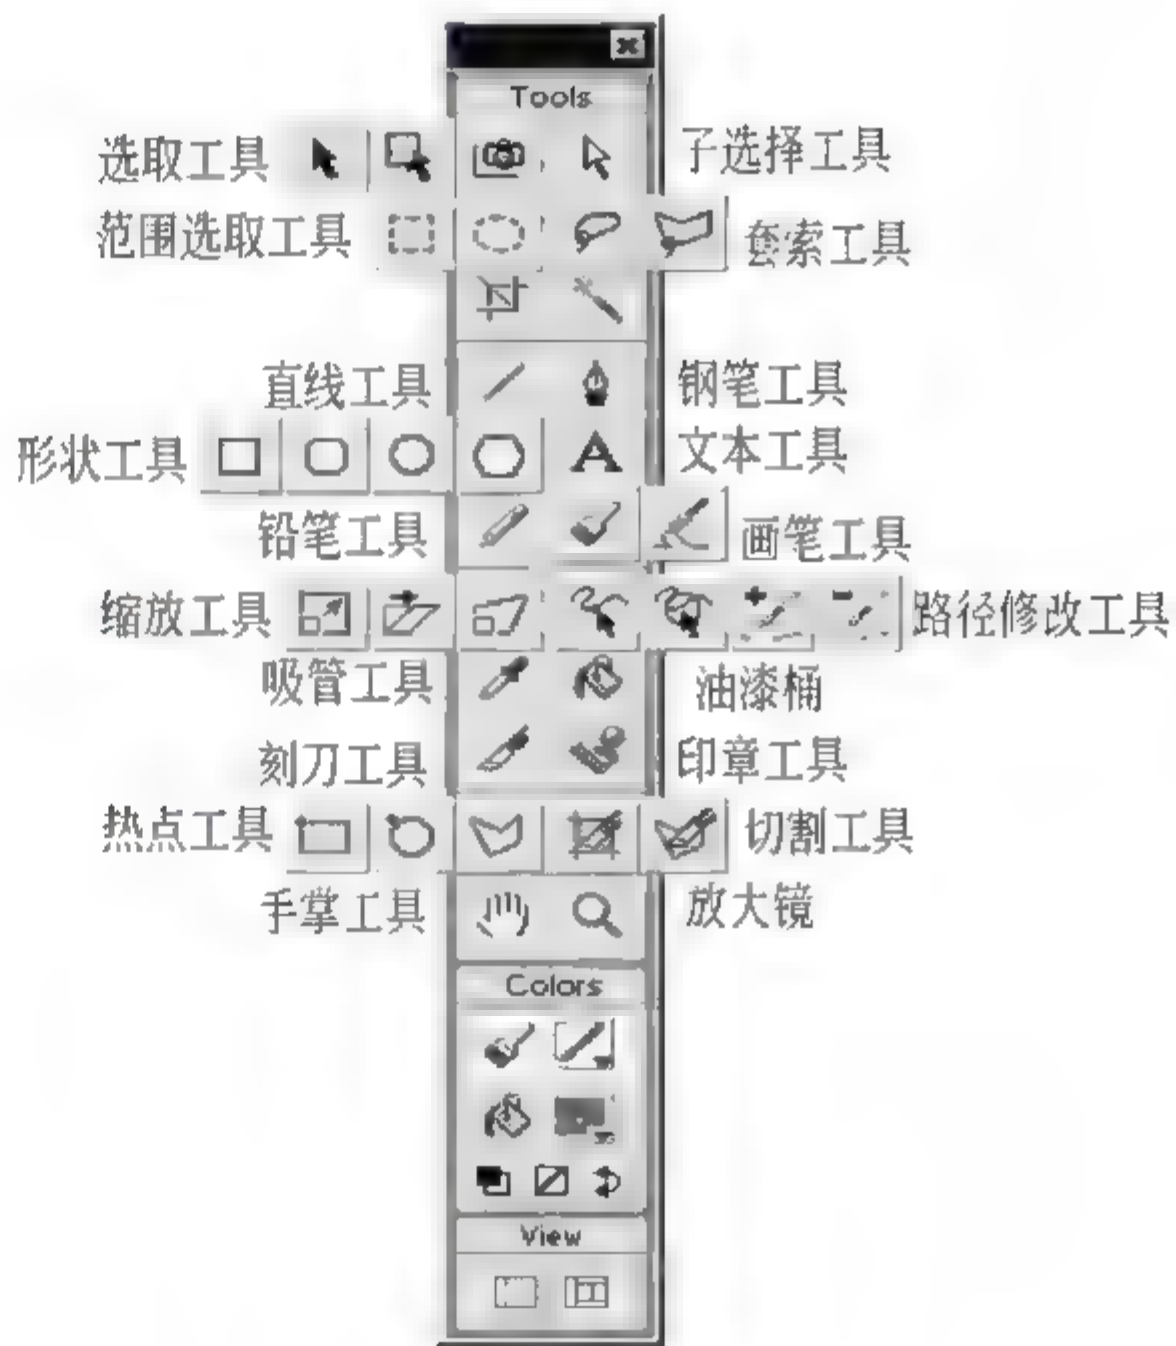 Tools
选取工具
子选择工具
范围选取工具
套索工具
直线工具
钢笔工具
形状工具
文本工具
铅笔工具
画笔工具
缩放工具
路径修改工具
吸管工具
油漆桶
刻刀工具
印章工具
热点工具
切割工具
手掌工具
放大镜
Colors
View